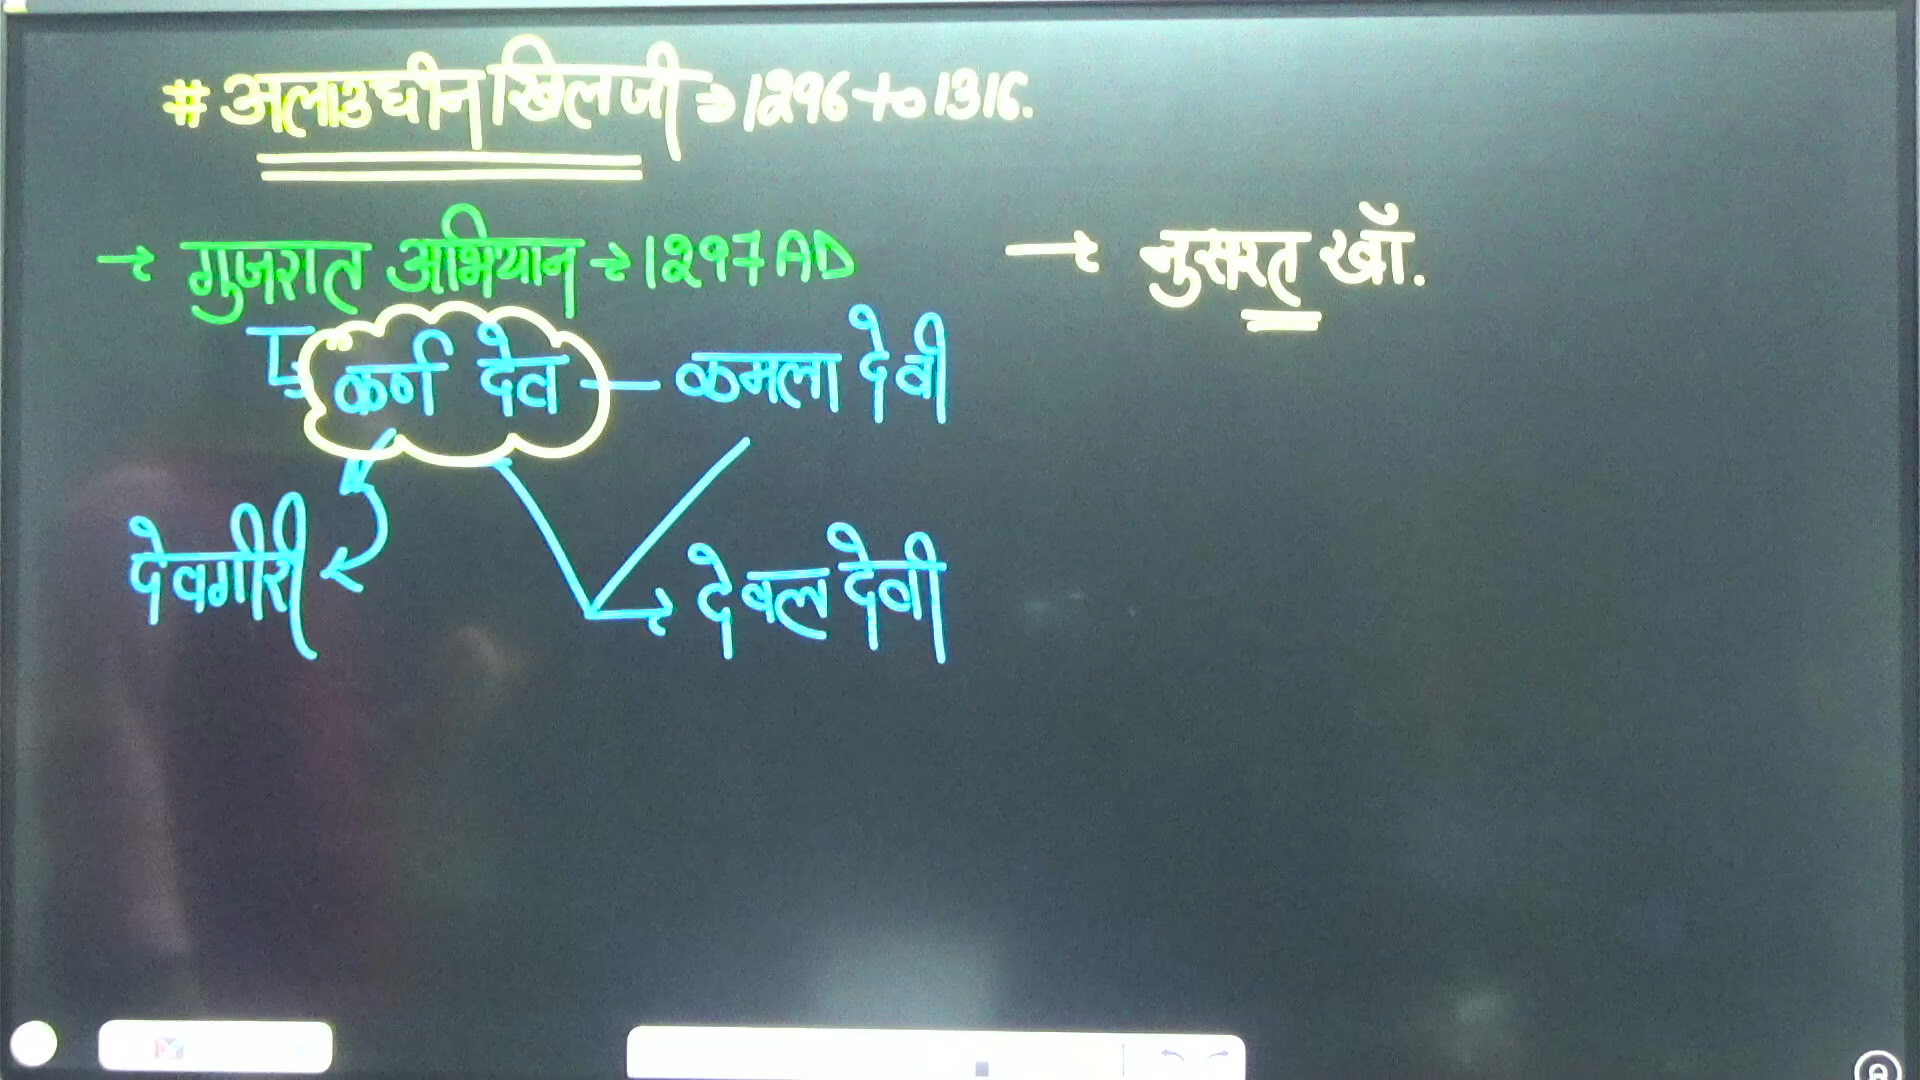 # अलाउद्दीन खिलजी ⇒ 1296 to 1316.
→ गुजरात अभियान → 1297 AD → नुसरत खाँ.
कर्ण देव — कमला देवी
देवगीरी → देवल देवी